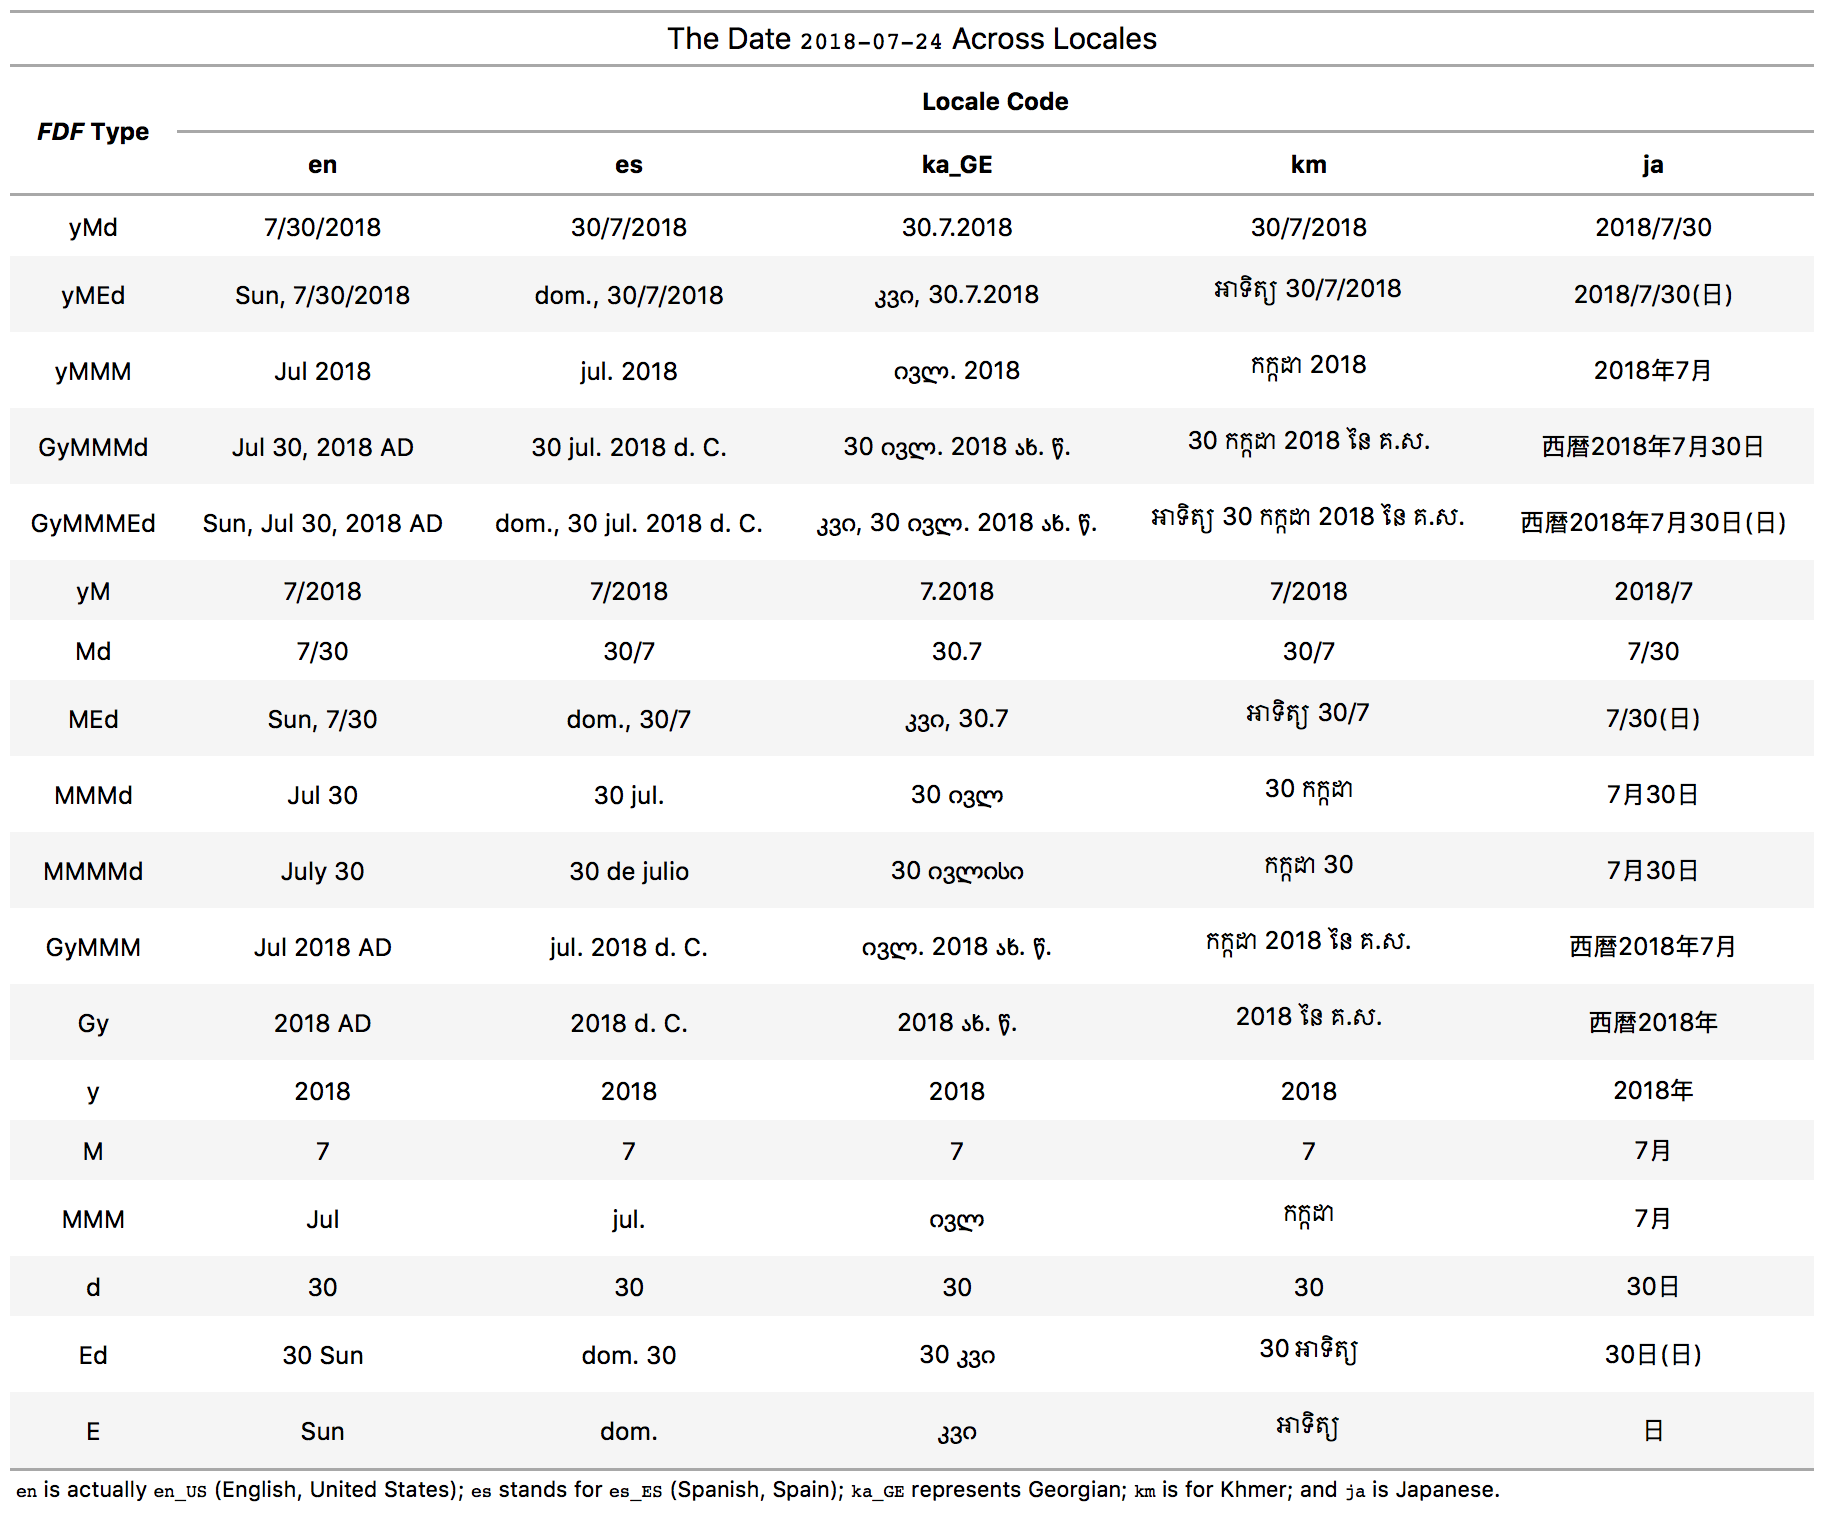 The Date 2018-07-24 Across Locales
FDF Type
Locale Code
en es ka_GE km ja
yMd 7/30/2018 30/7/2018 30.7.2018 30/7/2018 2018/7/30
yMEd Sun, 7/30/2018 dom., 30/7/2018 კვი, 30.7.2018 អាទិត្យ 30/7/2018 2018/7/30(日)
yMMM Jul 2018 jul. 2018 ივლ. 2018 កក្កដា 2018 2018年7月
GyMMMd Jul 30, 2018 AD 30 jul. 2018 d. C. 30 ივლ. 2018 ახ. წ. 30 កក្កដា 2018 នៃ គ.ស. 西暦2018年7月30日
GyMMMEd Sun, Jul 30, 2018 AD dom., 30 jul. 2018 d. C. კვი, 30 ივლ. 2018 ახ. წ. អាទិត្យ 30 កក្កដា 2018 នៃ គ.ស. 西暦2018年7月30日(日)
yM 7/2018 7/2018 7.2018 7/2018 2018/7
Md 7/30 30/7 30.7 30/7 7/30
MEd Sun, 7/30 dom., 30/7 კვი, 30.7 អាទិត្យ 30/7 7/30(日)
MMMd Jul 30 30 jul. 30 ივლ 30 កក្កដា 7月30日
MMMMd July 30 30 de julio 30 ივლისი កក្កដា 30 7月30日
GyMMM Jul 2018 AD jul. 2018 d. C. ივლ. 2018 ახ. წ. កក្កដា 2018 នៃ គ.ស. 西暦2018年7月
Gy 2018 AD 2018 d. C. 2018 ახ. წ. 2018 នៃ គ.ស. 西暦2018年
y 2018 2018 2018 2018 2018年
M 7 7 7 7 7月
MMM Jul jul. ივლ កក្កដា 7月
d 30 30 30 30 30日
Ed 30 Sun dom. 30 30 კვი 30 អាទិត្យ 30日(日)
E Sun dom. კვი អាទិត្យ 日
en is actually en_US (English, United States); es stands for es_ES (Spanish, Spain); ka_GE represents Georgian; km is for Khmer; and ja is Japanese.